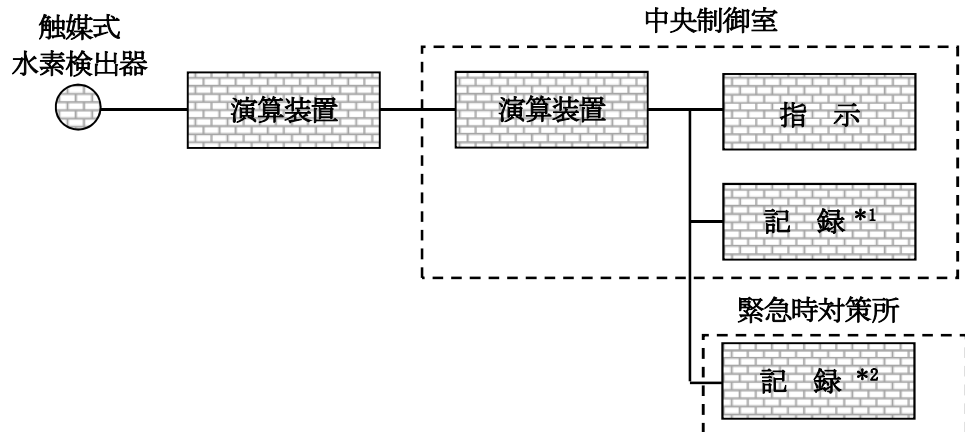 触媒式
水素検出器
中央制御室
演算装置
演算装置
指 示
記 録 *1
緊急時対策所
記 録 *2